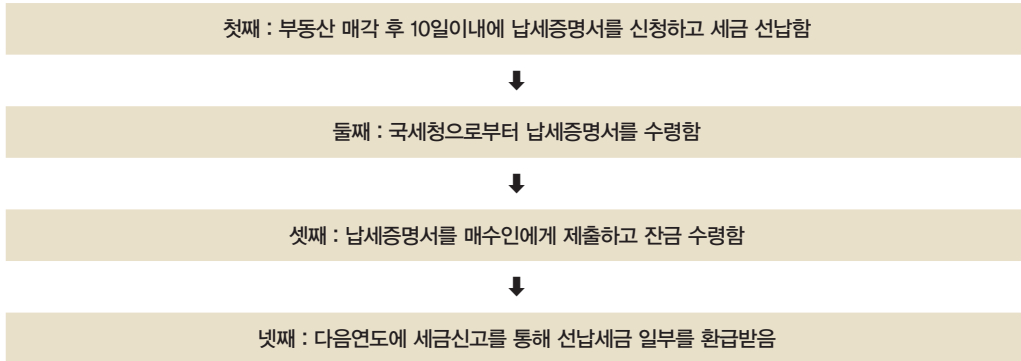 첫째 : 부동산 매각 후 10일이내에 납세증명서를 신청하고 세금 선납함
둘째 : 국세청으로부터 납세증명서를 수령함
셋째 : 납세증명서를 매수인에게 제출하고 잔금 수령함
넷째 : 다음연도에 세금신고를 통해 선납세금 일부를 환급받음